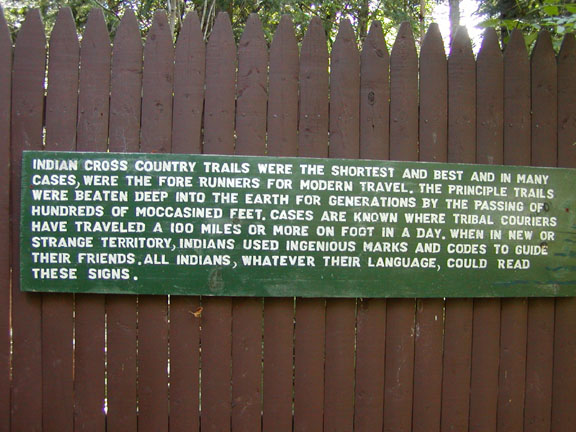 INDIAN CROSS COUNTRY TRAILS WERE THE SHORTEST AND BEST AND IN MANY
CASES, WERE THE FORE RUNNERS FOR MODERN TRAVEL. THE PRINCIPLE TRAILS
WERE BEATEN DEEP INTO THE EARTH FOR GENERATIONS BY THE PASSING OF
HUNDREDS OF MOCCASINED FEET. CASES ARE KNOWN WHERE TRIBAL COURIERS
HAVE TRAVELED A 100 MILES OR MORE ON FOOT IN A DAY. WHEN IN NEW OR
STRANGE TERRITORY, INDIANS USED INGENIOUS MARKS AND CODES TO GUIDE
THEIR FRIENDS. ALL INDIANS, WHATEVER THEIR LANGUAGE, COULD READ
THESE SIGNS.